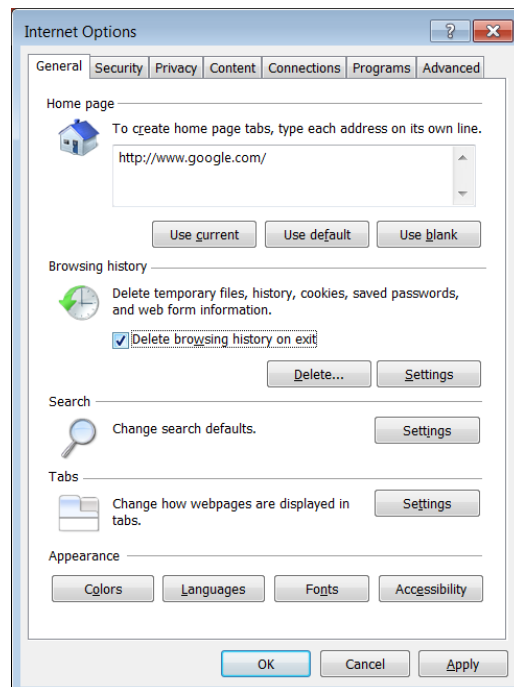 Internet Options
?
General Security Privacy Content Connections Programs Advanced
Home page
To create home page tabs, type each address on its own line.
http://www.google.com/
Use current Use default Use blank
Browsing history
Delete temporary files, history, cookies, saved passwords,
and web form information.
Delete browsing history on exit
Delete... Settings
Search
Change search defaults.
Settings
Tabs
Change how webpages are displayed in
tabs.
Settings
Appearance
Colors Languages Fonts Accessibility
OK Cancel Apply